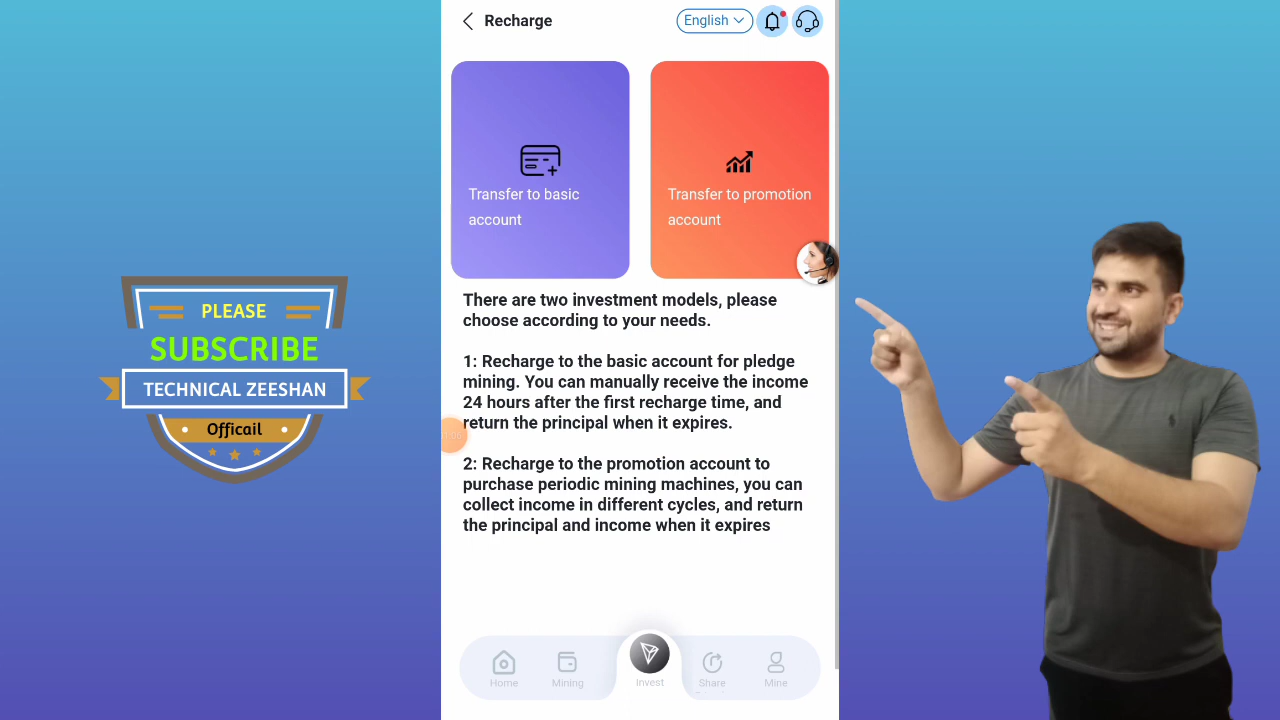 Recharge
English
Transfer to basic
account
Transfer to promotion
account
There are two investment models, please
choose according to your needs.
1: Recharge to the basic account for pledge
mining. You can manually receive the income
24 hours after the first recharge time, and
return the principal when it expires.
2: Recharge to the promotion account to
purchase periodic mining machines, you can
collect income in different cycles, and return
the principal and income when it expires
Home
Mining
Invest
Share
Mine
PLEASE
SUBSCRIBE
TECHNICAL ZEESHAN
Officail